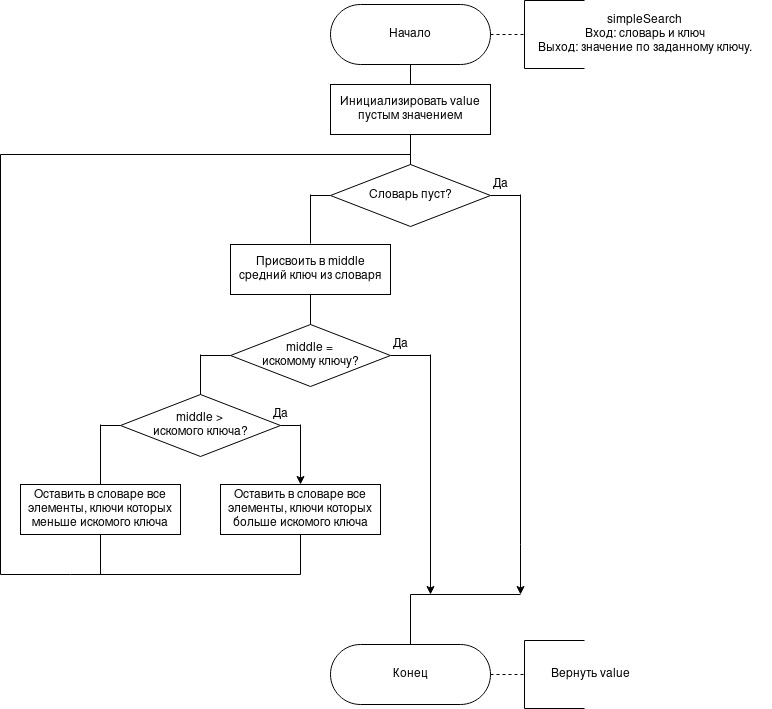 Начало
simpleSearch
Вход: словарь и ключ
Выход: значение по заданному ключу.
Инициализировать value
пустым значением
Словарь пуст?
Да
Присвоить в middle
средний ключ из словаря
middle =
искомому ключу?
Да
middle >
искомого ключа?
Да
Оставить в словаре все
элементы, ключи которых
меньше искомого ключа
Оставить в словаре все
элементы, ключи которых
больше искомого ключа
Конец
Вернуть value